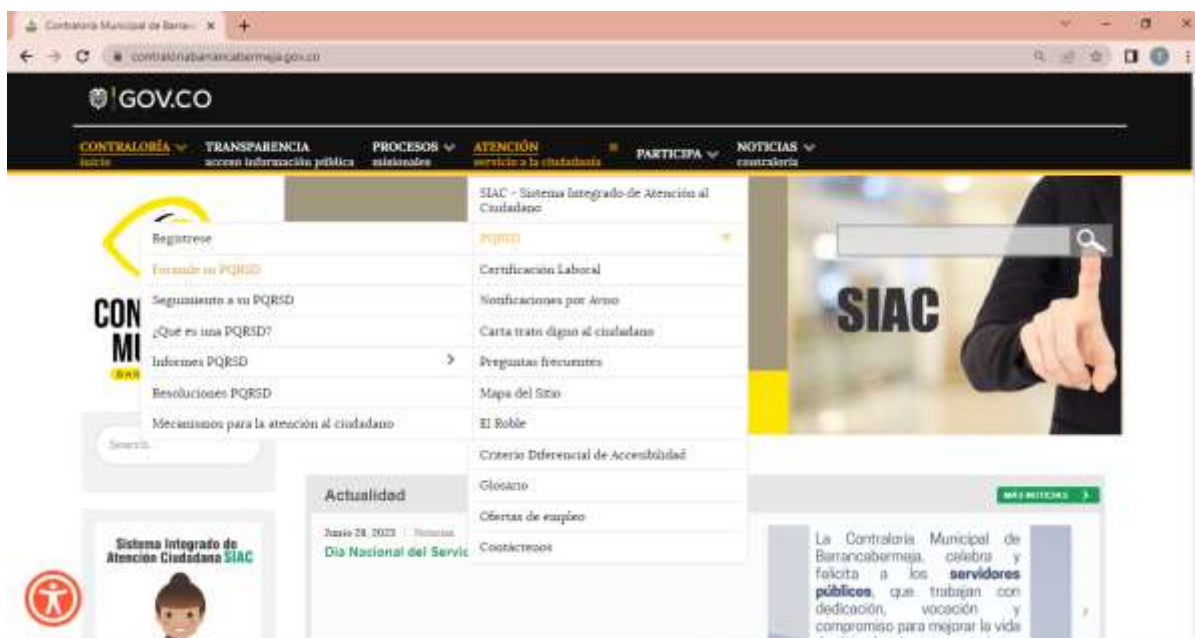 Contraloría Municipal de Barran
contraloriabarrancabermeja.gov.co
GOV.CO
CONTRALORÍA
inicio
TRANSPARENCIA
acceso información pública
PROCESOS
misionales
ATENCIÓN
servicio a la ciudadanía
PARTICIPA
NOTICIAS
contraloría
SIAC – Sistema Integrado de Atención al
Ciudadano
PQRSD
Certificación Laboral
Notificaciones por Aviso
Carta trato digno al ciudadano
Preguntas frecuentes
Mapa del Sitio
El Roble
Criterio Diferencial de Accesibilidad
Glosario
Ofertas de empleo
Contáctenos
Regístrese
Formule su PQRSD
Seguimiento a su PQRSD
¿Qué es una PQRSD?
Informes PQRSD
Resoluciones PQRSD
Mecanismos para la atención al ciudadano
CON
MU
BAR
SIAC
Search
Actualidad
MÁS NOTICIAS
Junio 28, 2022 | Noticias
Dia Nacional del Servic
Sistema Integrado de
Atención Ciudadana SIAC
La Contraloría Municipal de
Barrancabermeja, celebra y
felicita a los servidores
públicos, que trabajan con
dedicación, vocación y
compromiso para mejorar la vida